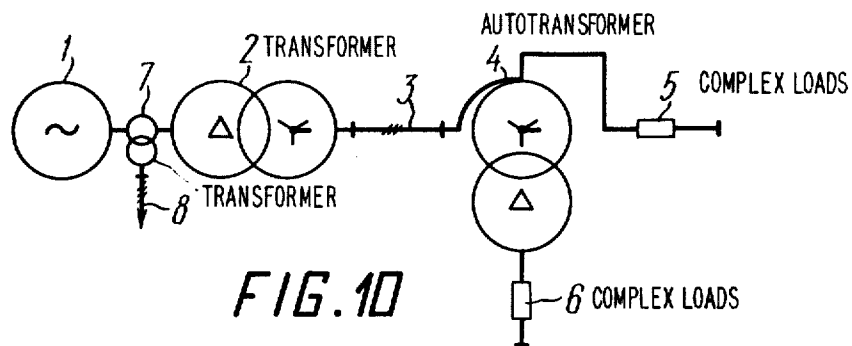 AUTOTRANSFORMER
1
7
2 TRANSFORMER
4
3
5 COMPLEX LOADS
TRANSFORMER
8
FIG.10
6 COMPLEX LOADS